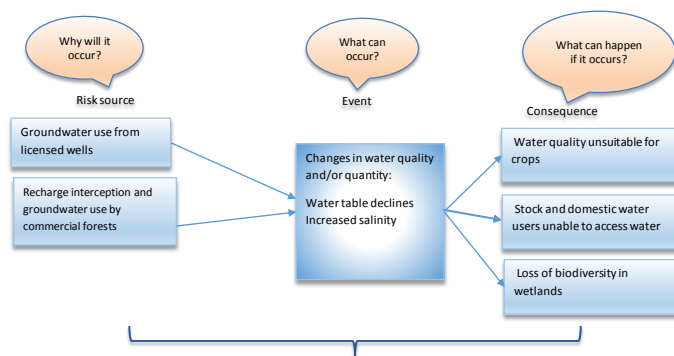 Why will it
occur?
What can
occur?
What can happen
if it occurs?
Risk source
Event
Consequence
Groundwater use from
licensed wells
Recharge interception and
groundwater use by
commercial forests
Changes in water quality
and/or quantity:
Water table declines
Increased salinity
Water quality unsuitable for
crops
Stock and domestic water
users unable to access water
Loss of biodiversity in
wetlands